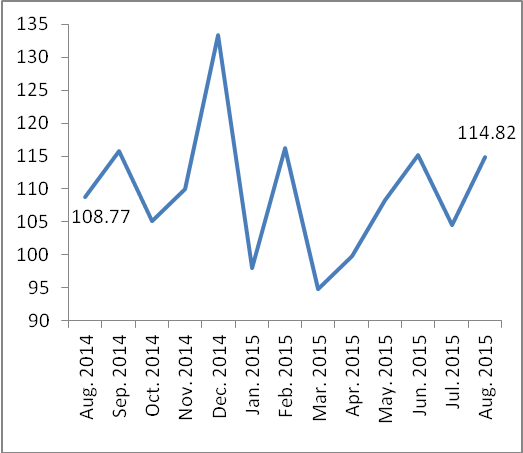 135
130
125
120
115
110
105
100
95
90
108.77
114.82
Aug. 2014
Sep. 2014
Oct. 2014
Nov. 2014
Dec. 2014
Jan. 2015
Feb. 2015
Mar. 2015
Apr. 2015
May. 2015
Jun. 2015
Jul. 2015
Aug. 2015